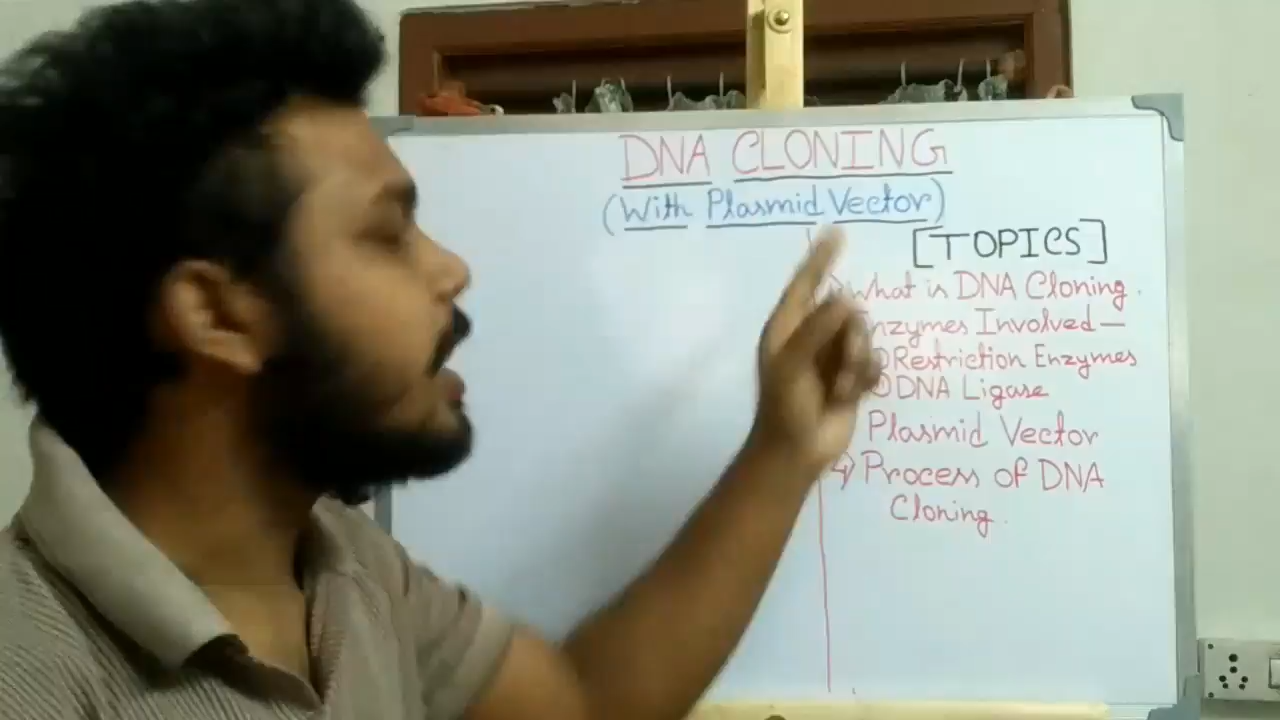 DNA CLONING
(With Plasmid Vector)
[TOPICS]
What is DNA Cloning.
Involved—
Restriction Enzymes
DNA Ligase
Plasmid Vector
4) Process of DNA
Cloning.